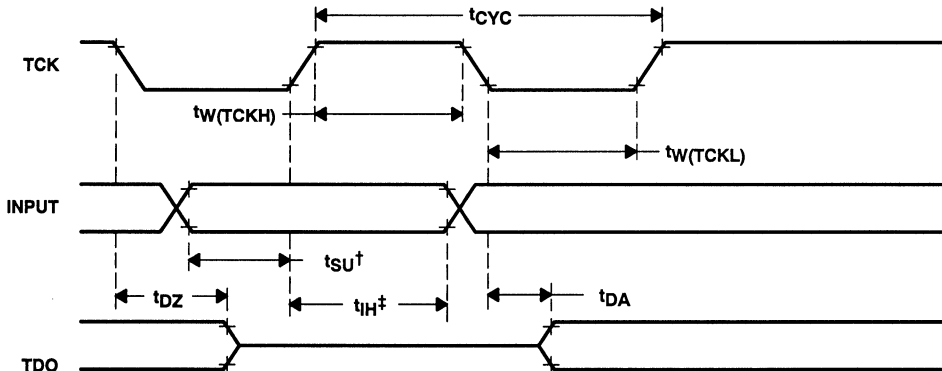 tCYC
TCK
tW(TCKH)
tW(TCKL)
INPUT
tSU†
tDZ
tIH‡
tDA
TDO